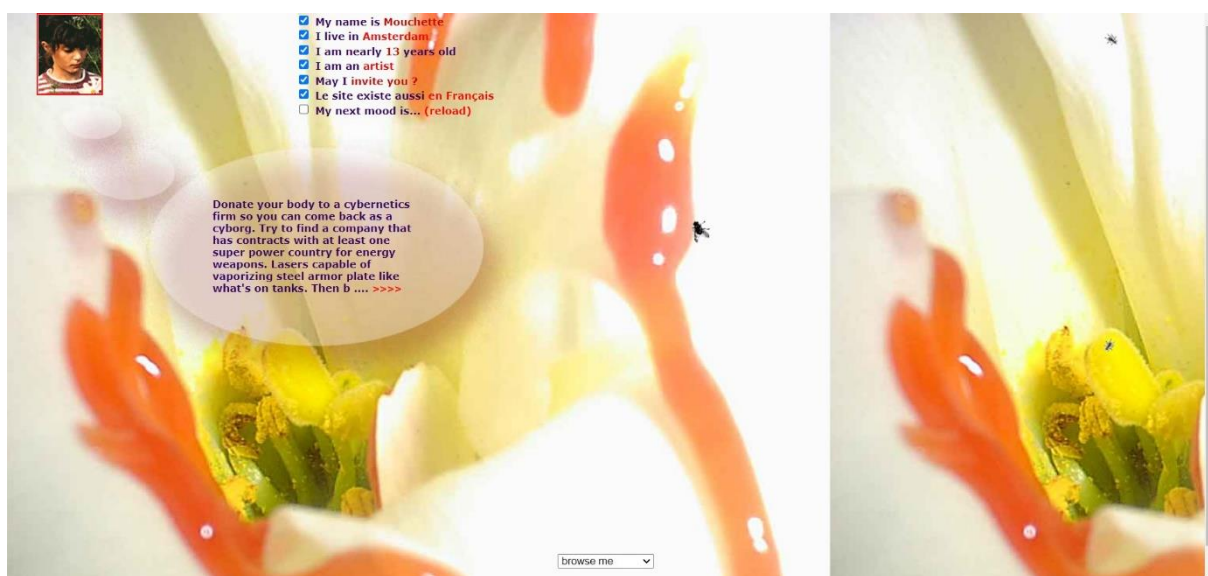 My name is Mouchette
I live in Amsterdam
I am nearly 13 years old
I am an artist
May I invite you ?
Le site existe aussi en Français
My next mood is... (reload)
Donate your body to a cybernetics
firm so you can come back as a
cyborg. Try to find a company that
has contracts with at least one
super power country for energy
weapons. Lasers capable of
vaporizing steel armor plate like
what's on tanks. Then b .... >>>>
browse me